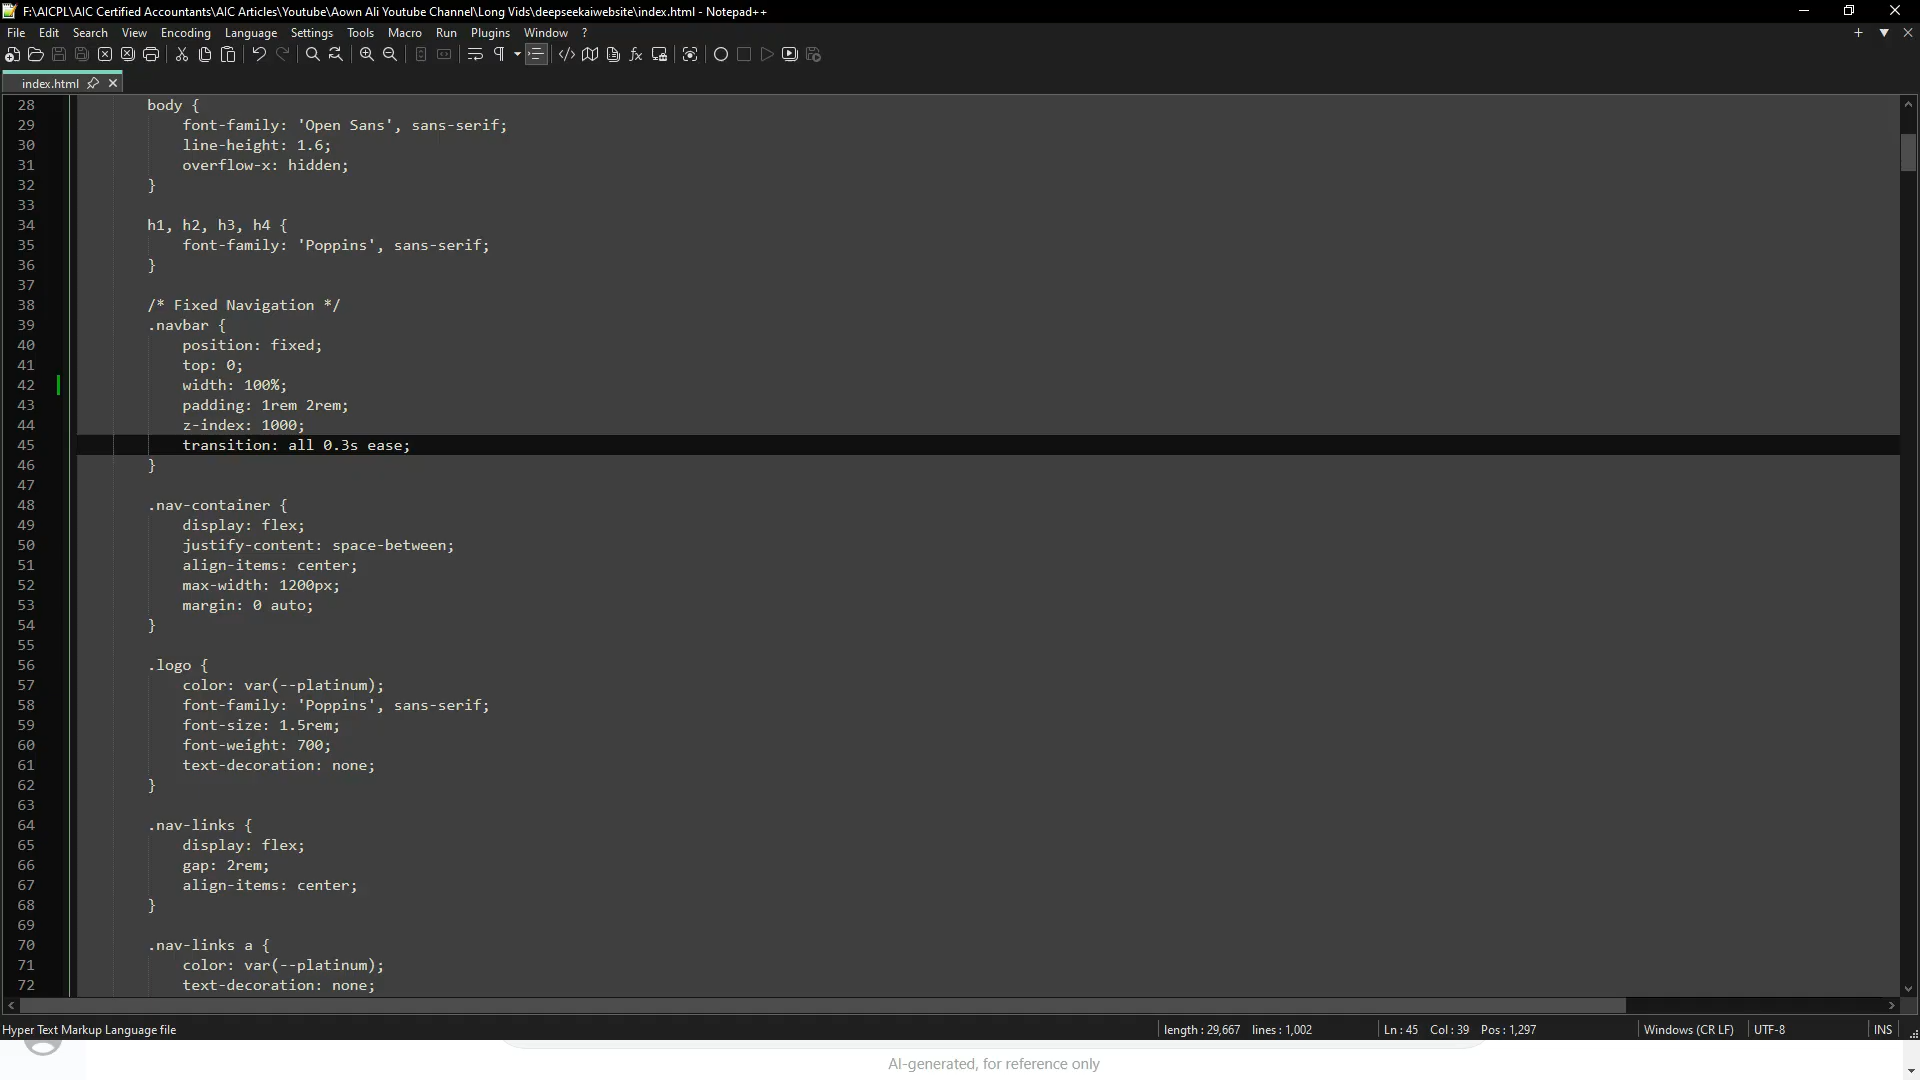 F:\AICPL\AIC Certified Accountants\AIC Articles\Youtube\Aown Ali Youtube Channel\Long Vids\deepseekaiwebsite\index.html - Notepad++
File Edit Search View Encoding Language Settings Tools Macro Run Plugins Window ?
index.html
28 body {
29 font-family: 'Open Sans', sans-serif;
30 line-height: 1.6;
31 overflow-x: hidden;
32 }
33
34 h1, h2, h3, h4 {
35 font-family: 'Poppins', sans-serif;
36 }
37
38 /* Fixed Navigation */
39 .navbar {
40 position: fixed;
41 top: 0;
42 width: 100%;
43 padding: 1rem 2rem;
44 z-index: 1000;
45 transition: all 0.3s ease;
46 }
47
48 .nav-container {
49 display: flex;
50 justify-content: space-between;
51 align-items: center;
52 max-width: 1200px;
53 margin: 0 auto;
54 }
55
56 .logo {
57 color: var(--platinum);
58 font-family: 'Poppins', sans-serif;
59 font-size: 1.5rem;
60 font-weight: 700;
61 text-decoration: none;
62 }
63
64 .nav-links {
65 display: flex;
66 gap: 2rem;
67 align-items: center;
68 }
69
70 .nav-links a {
71 color: var(--platinum);
72 text-decoration: none;
Hyper Text Markup Language file length : 29,667 lines : 1,002 Ln : 45 Col : 39 Pos : 1,297 Windows (CR LF) UTF-8 INS
AI-generated, for reference only